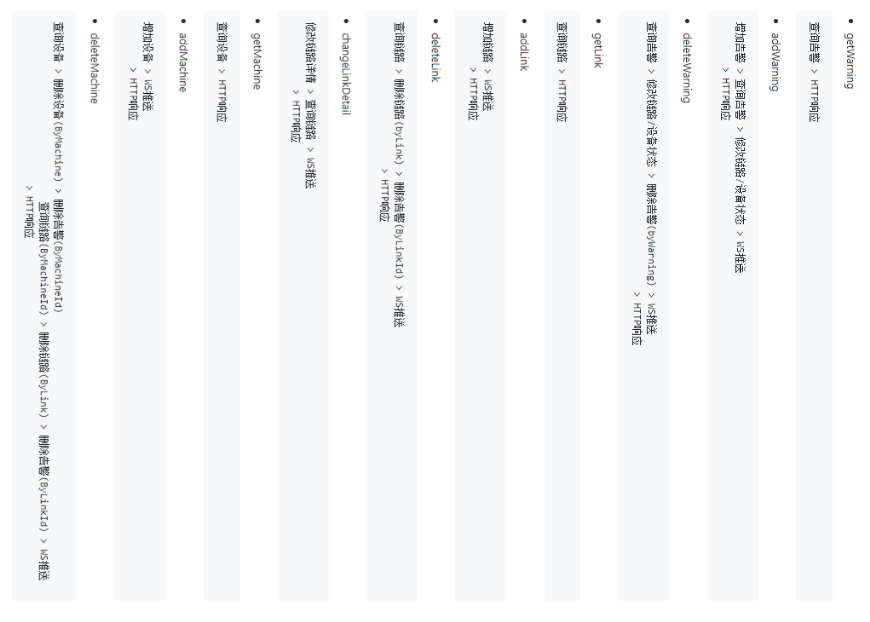 getWarning
查询告警 > HTTP响应
addWarning
增加告警 > 查询告警 > 修改链路/设备状态 > WS推送
> HTTP响应
deleteWarning
查询告警 > 修改链路/设备状态 > 删除告警(byWarning) > WS推送
> HTTP响应
getLink
查询链路 > HTTP响应
addLink
增加链路 > WS推送
> HTTP响应
deleteLink
查询链路 > 删除链路(byLink) > 删除告警(ByLinkId) > WS推送
> HTTP响应
changeLinkDetail
修改链路详情 > 查询链路 > WS推送
> HTTP响应
getMachine
查询设备 > HTTP响应
addMachine
增加设备 > WS推送
> HTTP响应
deleteMachine
查询设备 > 删除设备(ByMachine) > 删除告警(ByMachineId)
查询链路(ByMachineId) > 删除链路(ByLink) > 删除告警(ByLinkId) > WS推送
> HTTP响应